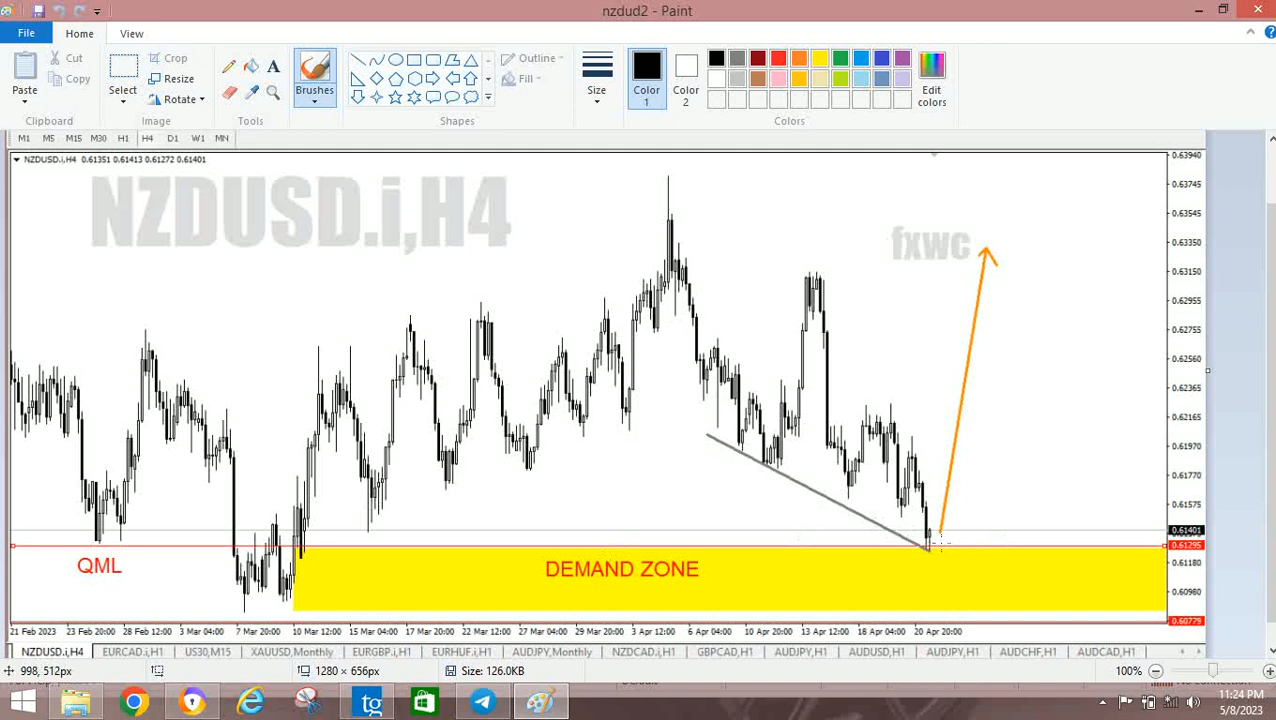 nzdud2 - Paint
File Home View
Paste Cut Copy Select Crop Resize Rotate A Brushes Outline Fill Size Color 1 Color 2 Edit colors
Clipboard Image Tools Shapes Colors
M1 M5 M15 M30 H1 H4 D1 W1 MN
NZDUSD.i,H4 0.61351 0.61413 0.61272 0.61401
0.63940
0.63745
NZDUSD.i,H4
0.63545
fxwc
0.63350
0.63150
0.62955
0.62755
0.62560
0.62365
0.62165
0.61970
0.61770
0.61575
0.61401
0.61295
QML
DEMAND ZONE
0.61180
0.60980
0.60779
21 Feb 2023 23 Feb 20:00 28 Feb 12:00 3 Mar 04:00 7 Mar 20:00 10 Mar 12:00 15 Mar 04:00 17 Mar 20:00 22 Mar 12:00 27 Mar 04:00 29 Mar 20:00 3 Apr 12:00 6 Apr 04:00 10 Apr 20:00 13 Apr 12:00 18 Apr 04:00 20 Apr 20:00
NZDUSD.i,H4 EURCAD.i,H1 US30,M15 XAUUSD,Monthly EURGBP.i,H1 EURHUF.i,H1 AUDJPY,Monthly NZDCAD.i,H1 GBPCAD,H1 AUDJPY,H1 AUDUSD,H1 AUDJPY,H1 AUDCHF,H1 AUDCAD,H1
998, 512px 1280 × 656px Size: 126.0KB 100%
tg
11:24 PM
5/8/2023